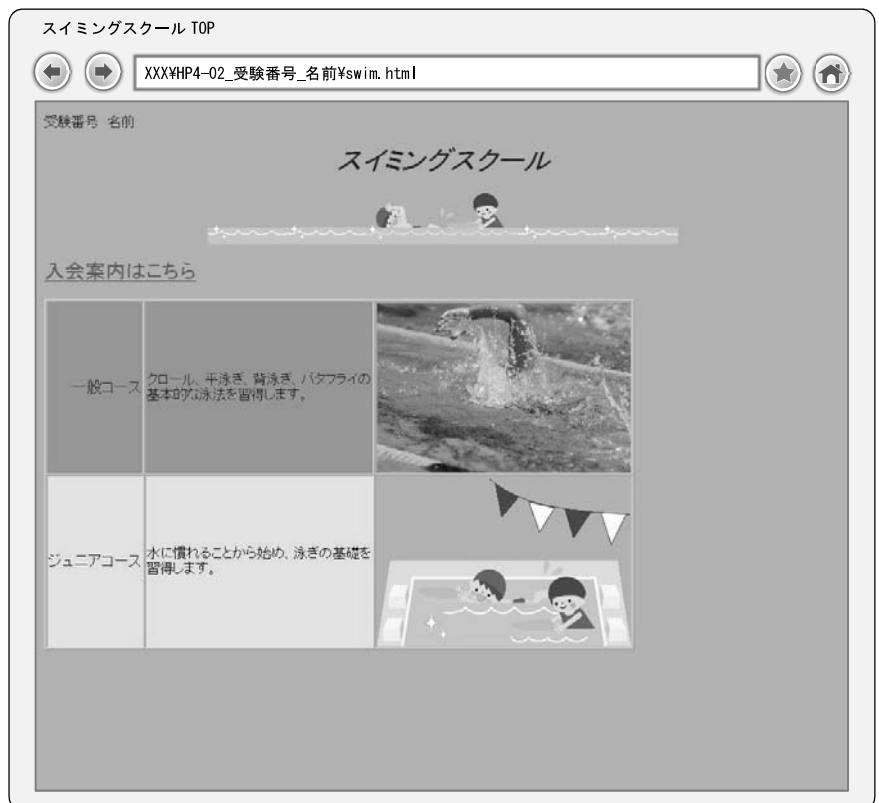 スイミングスクール TOP
XXX¥HP4-02_受験番号_名前¥swim.html
受験番号 名前
スイミングスクール
入会案内はこちら
一般コース
クロール、平泳ぎ、背泳ぎ、バタフライの
基本的な泳法を習得します。
ジュニアコース
水に慣れることから始め、泳ぎの基礎を
習得します。